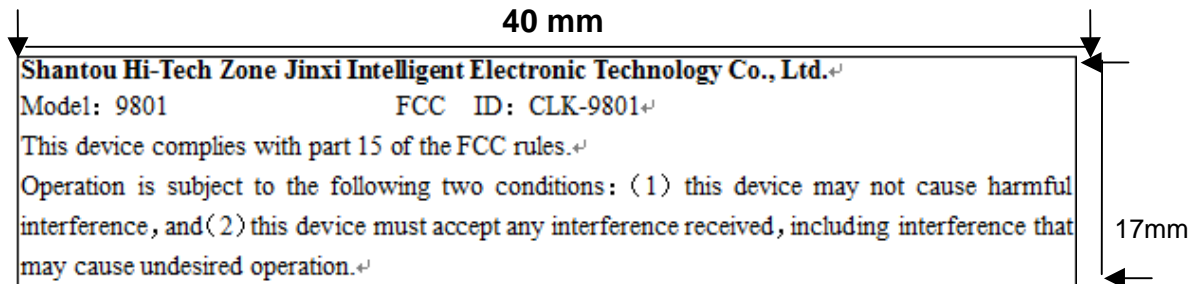 40 mm
Shantou Hi-Tech Zone Jinxi Intelligent Electronic Technology Co., Ltd.↵
Model：9801 FCC ID：CLK-9801↵
This device complies with part 15 of the FCC rules.↵
Operation is subject to the following two conditions：（1） this device may not cause harmful
interference，and（2）this device must accept any interference received，including interference that
may cause undesired operation.↵
17mm